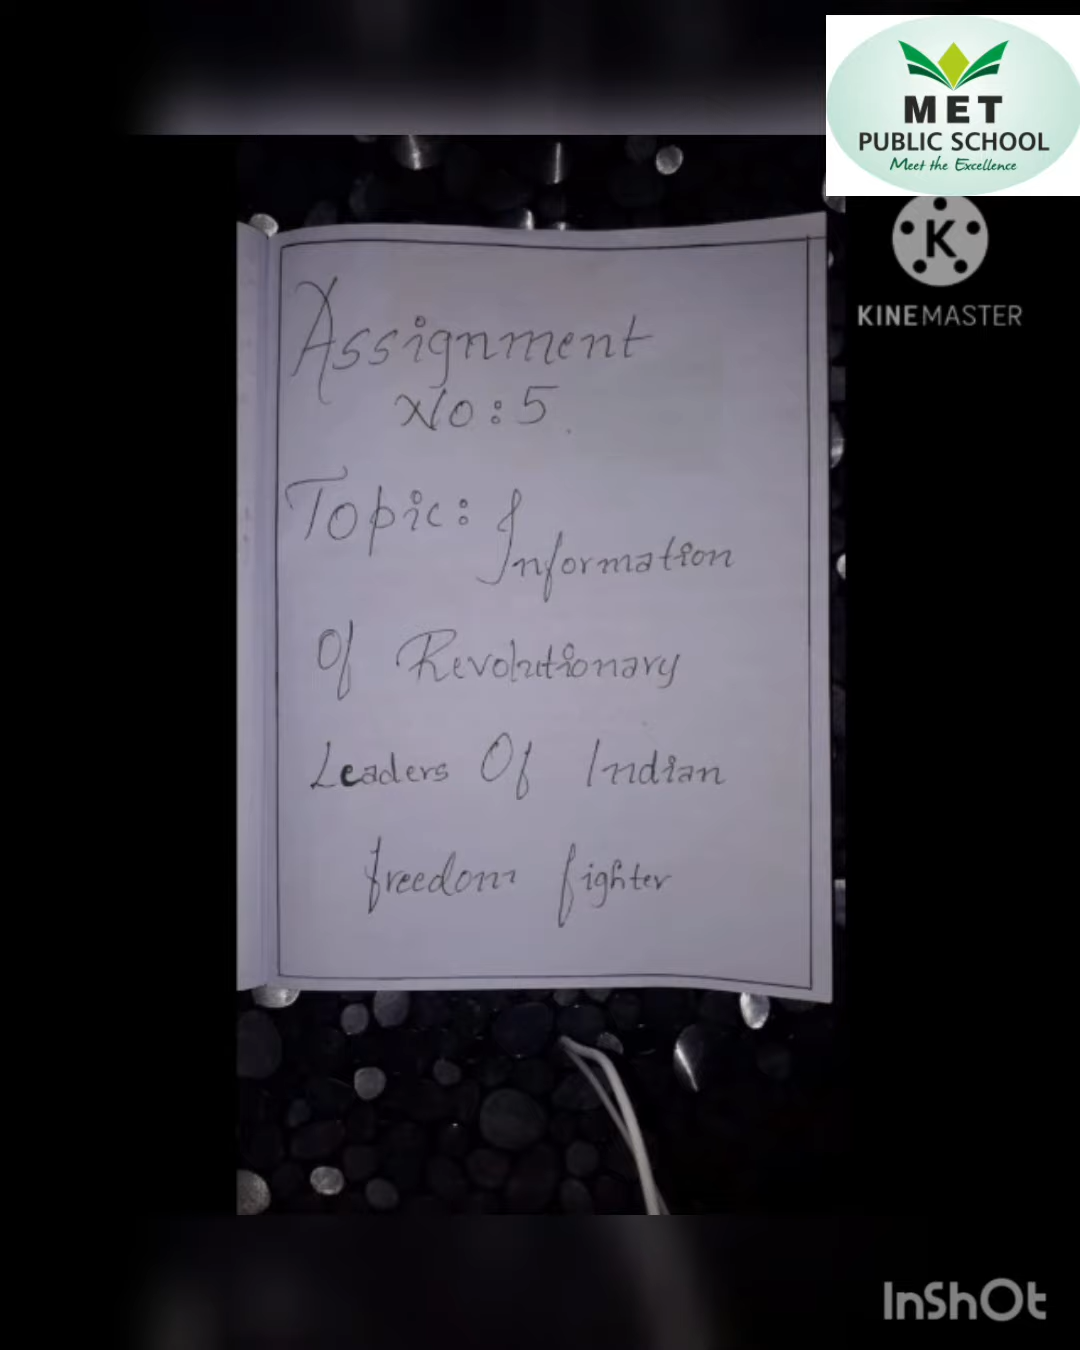 MET
PUBLIC SCHOOL
Meet the Excellence
K
KINEMASTER
Assignment
No: 5.
Topic:
Information
Of Revolutionary
Leaders Of Indian
freedom fighter
InShOt